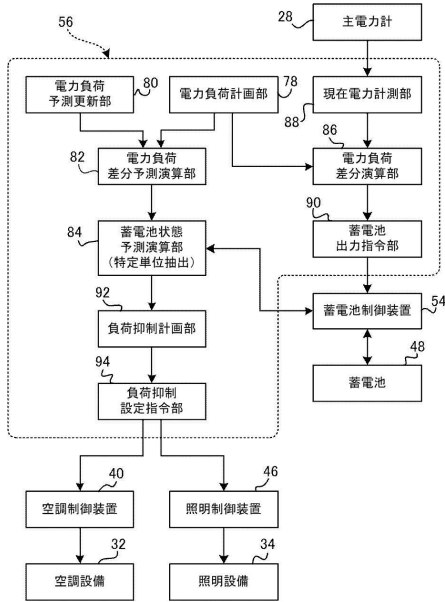 56
28
主電力計
電力負荷
予測更新部
80
電力負荷計画部
78
現在電力計測部
88
86
82
電力負荷
差分予測演算部
電力負荷
差分演算部
90
84
蓄電池状態
予測演算部
(特定単位抽出)
蓄電池
出力指令部
92
負荷抑制計画部
蓄電池制御装置
54
48
94
負荷抑制
設定指令部
蓄電池
40
46
空調制御装置
照明制御装置
32
34
空調設備
照明設備